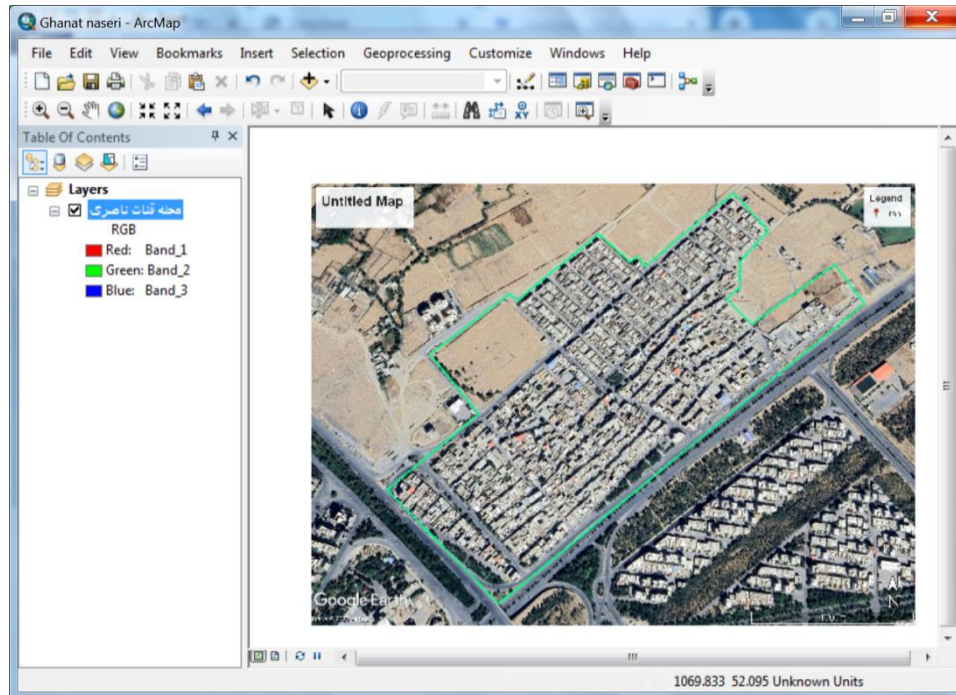 Ghanat naseri - ArcMap
File Edit View Bookmarks Insert Selection Geoprocessing Customize Windows Help
Table Of Contents
Layers
محله قنات ناصری
RGB
Red: Band_1
Green: Band_2
Blue: Band_3
Untitled Map
Legend
Google Earth
N
1069.833 52.095 Unknown Units